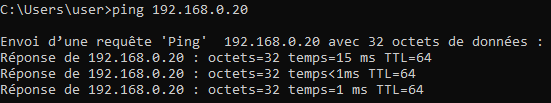 C:\Users\user>ping 192.168.0.20
Envoi d’une requête 'Ping'  192.168.0.20 avec 32 octets de données :
Réponse de 192.168.0.20 : octets=32 temps=15 ms TTL=64
Réponse de 192.168.0.20 : octets=32 temps<1ms TTL=64
Réponse de 192.168.0.20 : octets=32 temps=1 ms TTL=64